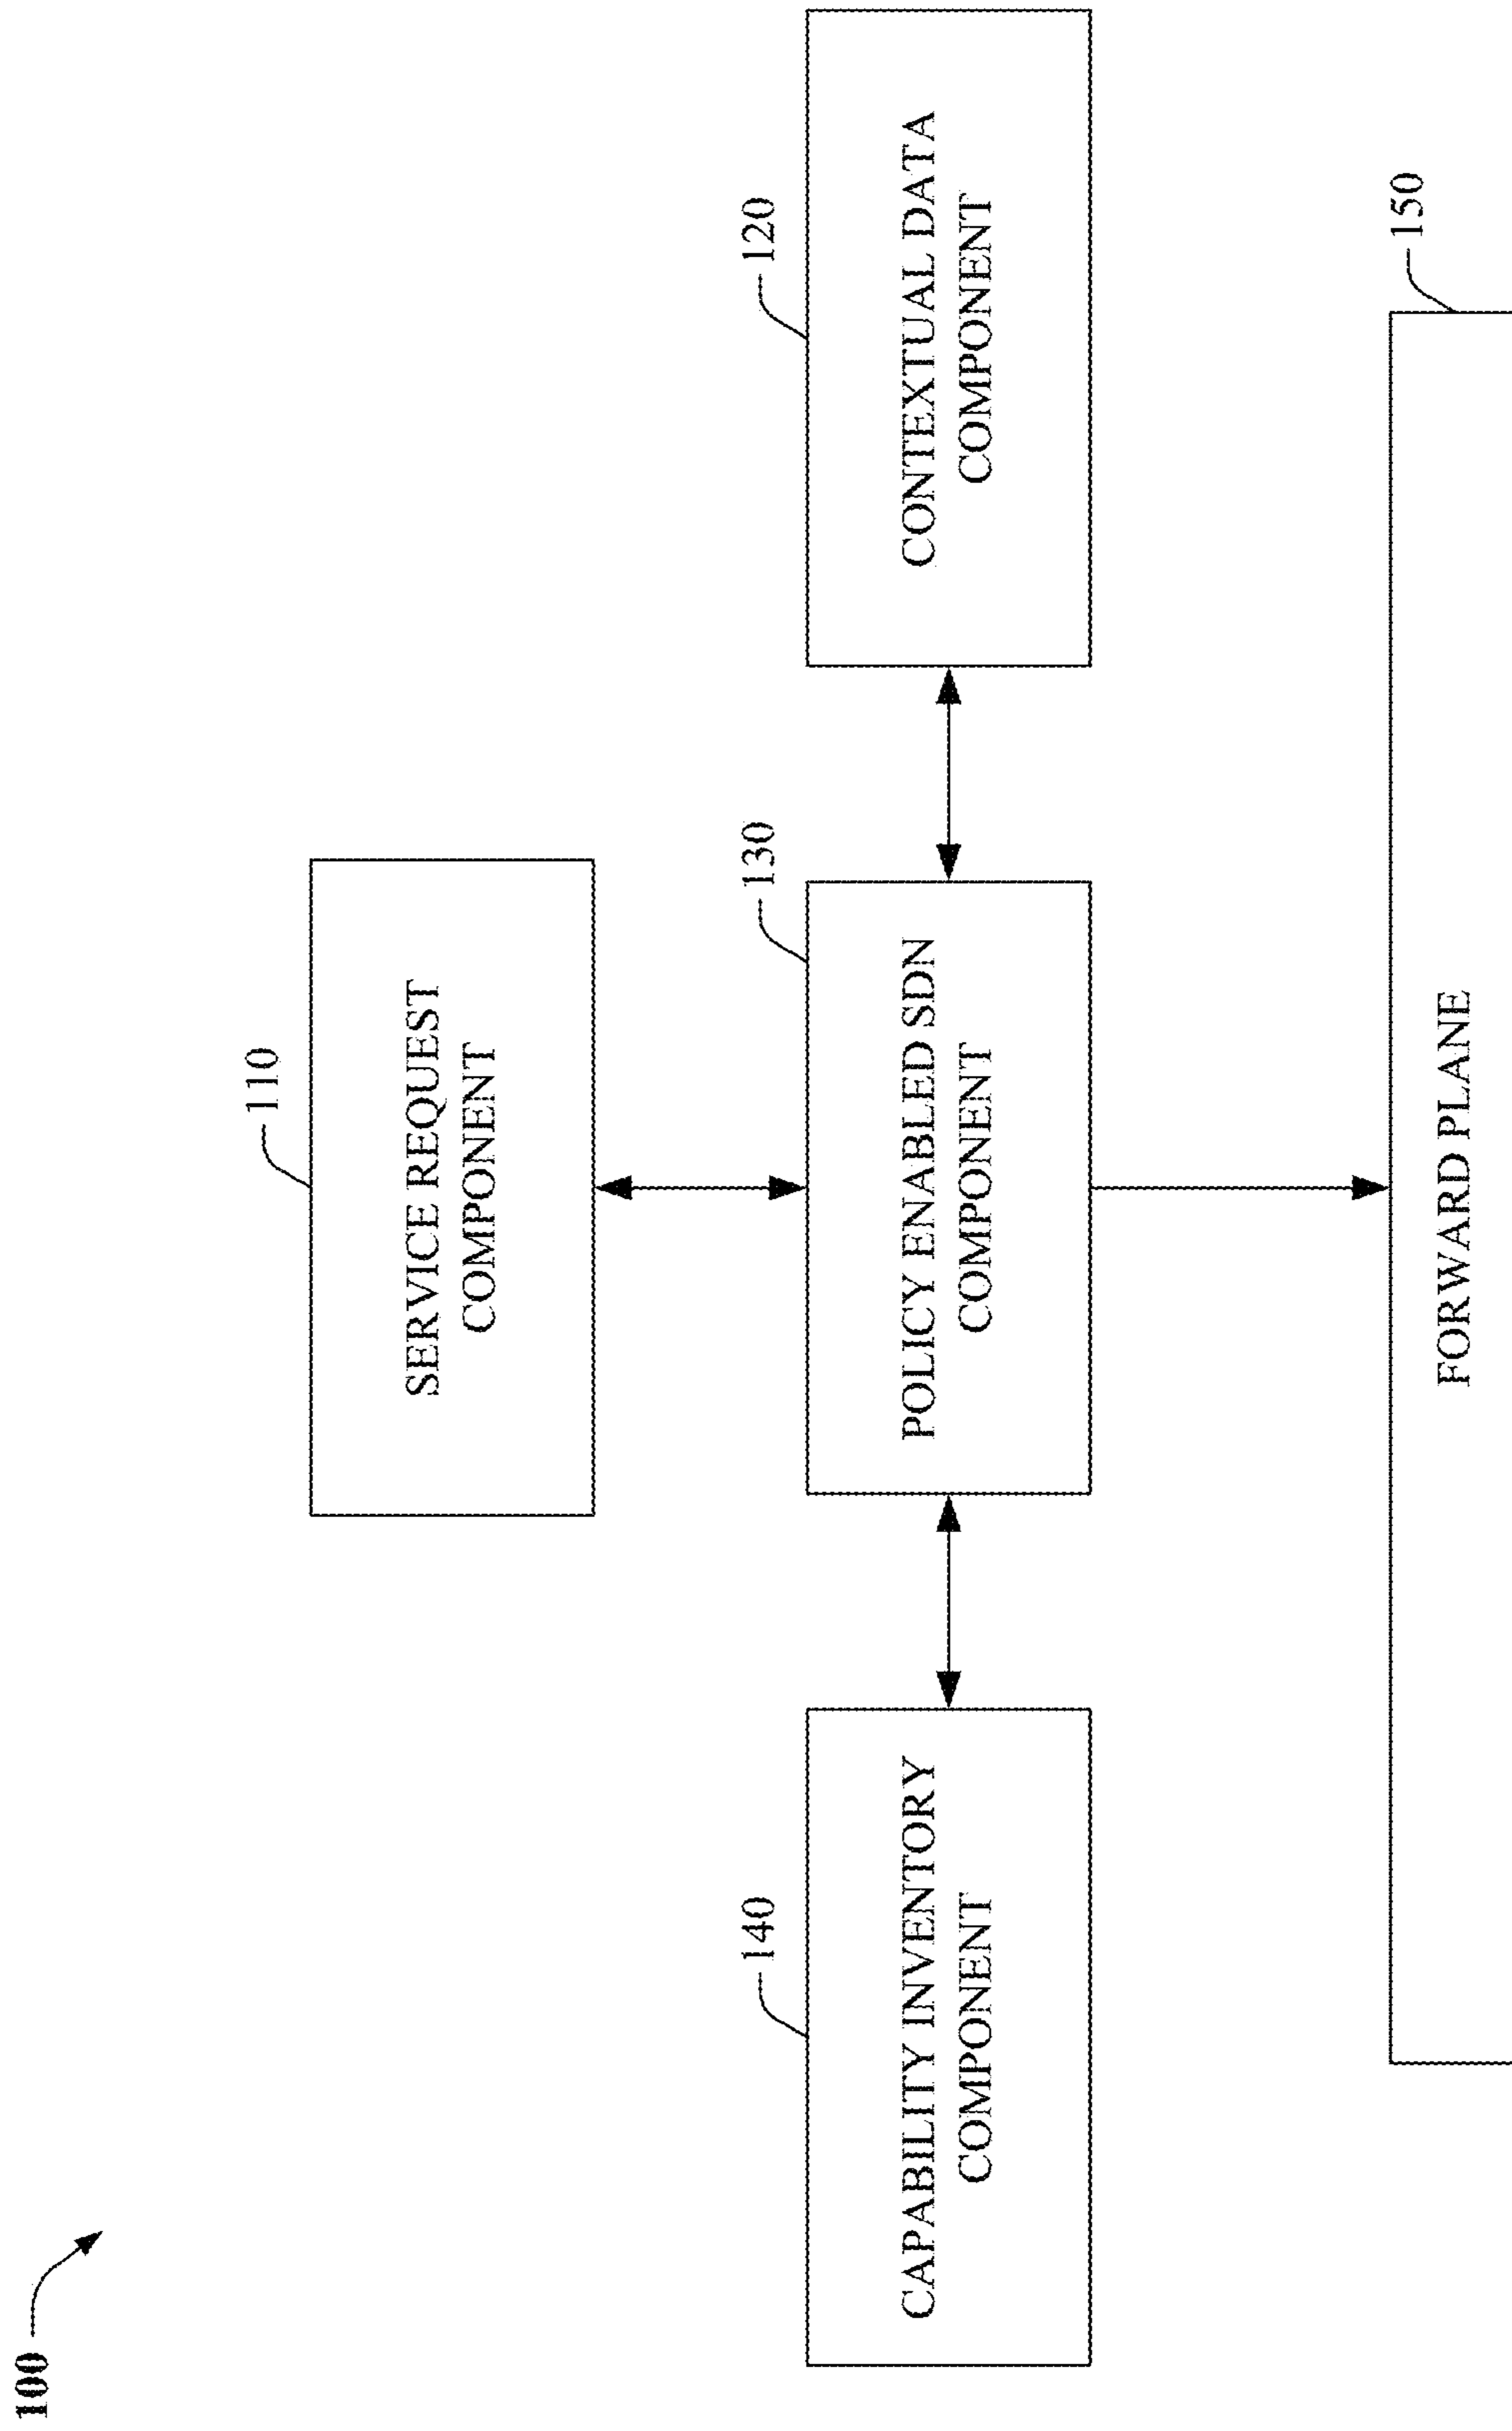 100
110
SERVICE REQUEST
COMPONENT
140
CAPABILITY INVENTORY
COMPONENT
130
POLICY ENABLED SDN
COMPONENT
120
CONTEXTUAL DATA
COMPONENT
150
FORWARD PLANE